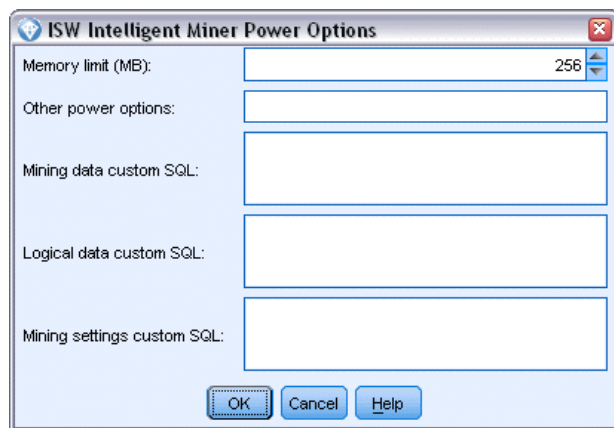 ISW Intelligent Miner Power Options
Memory limit (MB): 256
Other power options:
Mining data custom SQL:
Logical data custom SQL:
Mining settings custom SQL:
OK Cancel Help